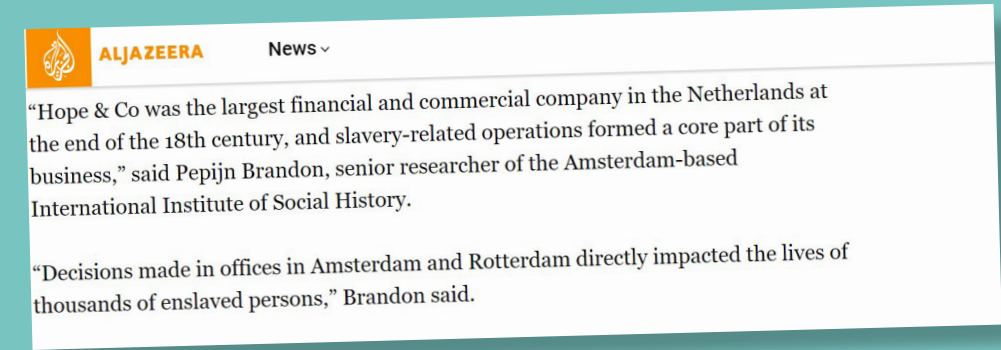 ALJAZEERA
News
“Hope & Co was the largest financial and commercial company in the Netherlands at
the end of the 18th century, and slavery-related operations formed a core part of its
business,” said Pepijn Brandon, senior researcher of the Amsterdam-based
International Institute of Social History.
“Decisions made in offices in Amsterdam and Rotterdam directly impacted the lives of
thousands of enslaved persons,” Brandon said.